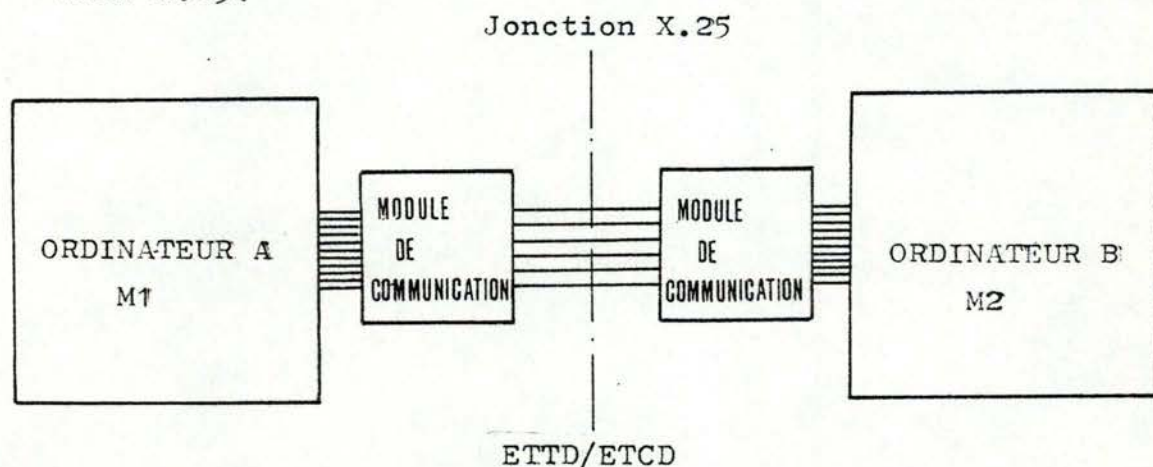 Jonction X.25
ORDINATEUR A
M1
MODULE
DE
COMMUNICATION
MODULE
DE
COMMUNICATION
ORDINATEUR B
M2
ETTD/ETCD